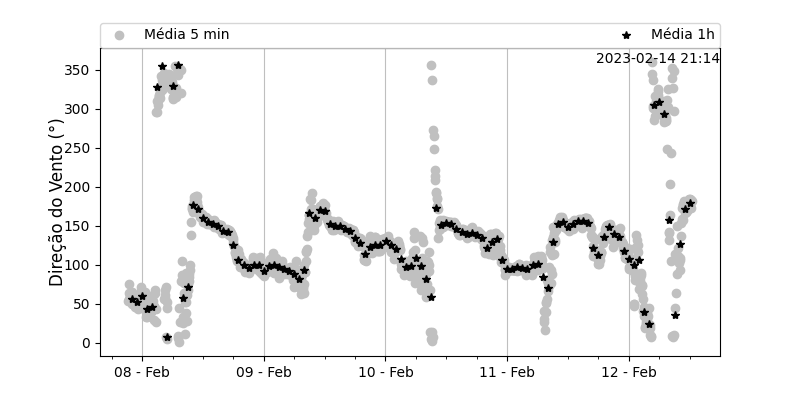 Média 5 min
Média 1h
2023-02-14 21:14
Direção do Vento (°)
350
300
250
200
150
100
50
0
08 - Feb
09 - Feb
10 - Feb
11 - Feb
12 - Feb